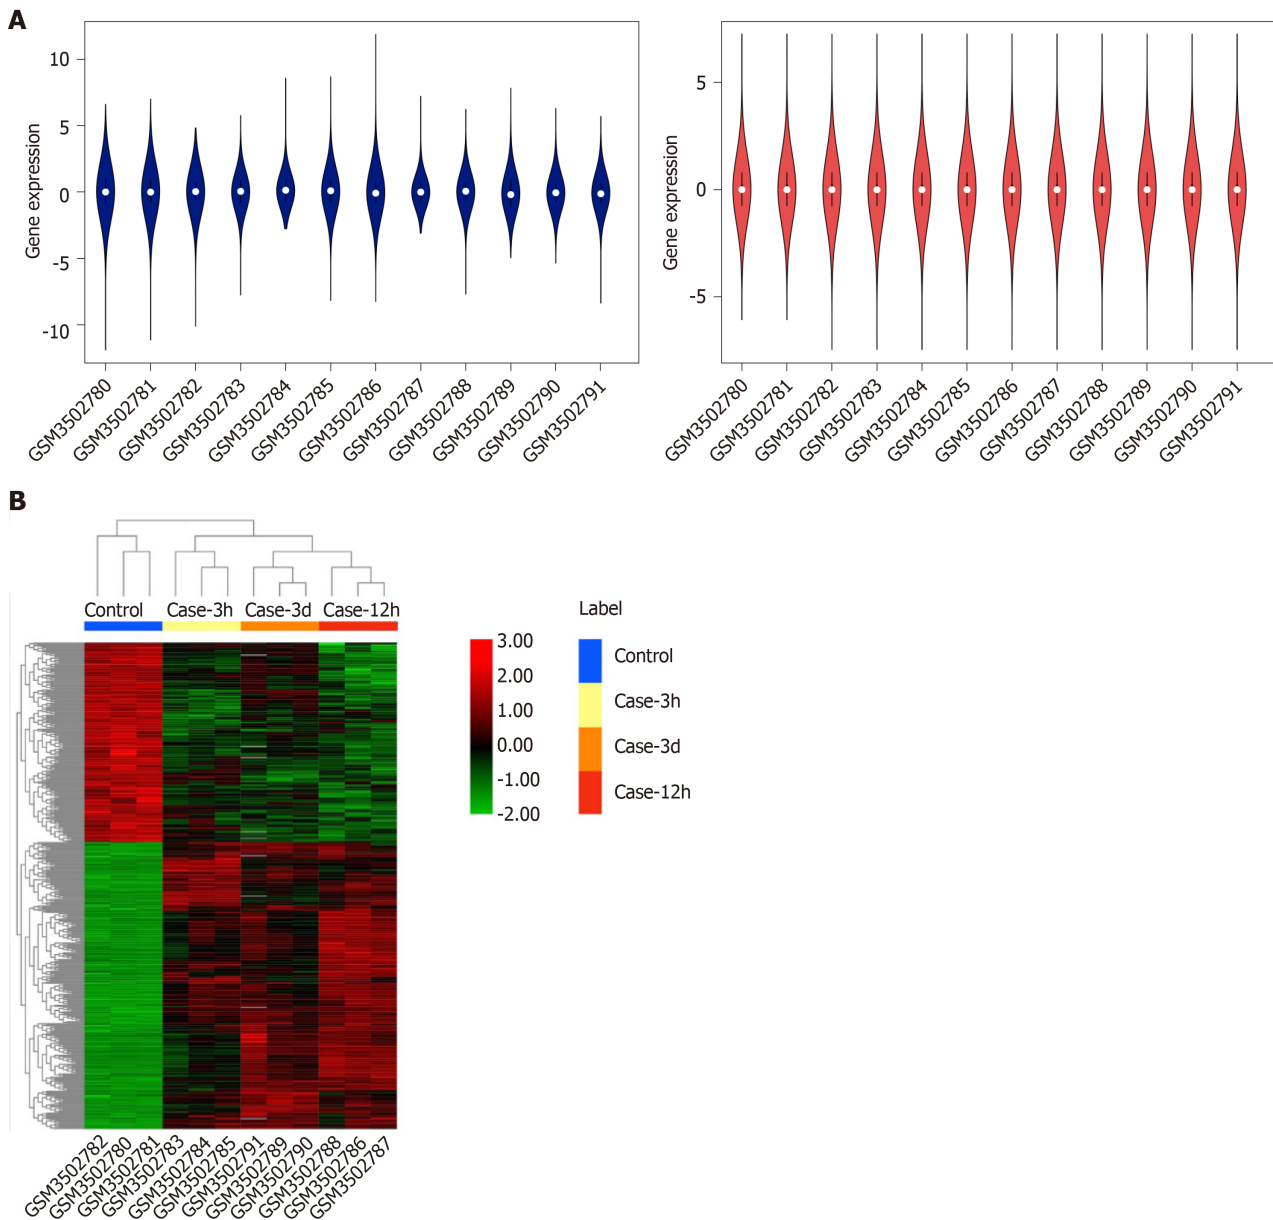 A
Gene expression
10
5
0
-5
-10
GSM3502780
GSM3502781
GSM3502782
GSM3502783
GSM3502784
GSM3502785
GSM3502786
GSM3502787
GSM3502788
GSM3502789
GSM3502790
GSM3502791
Gene expression
5
0
-5
GSM3502780
GSM3502781
GSM3502782
GSM3502783
GSM3502784
GSM3502785
GSM3502786
GSM3502787
GSM3502788
GSM3502789
GSM3502790
GSM3502791
B
Control Case-3h Case-3d Case-12h
3.00
2.00
1.00
0.00
-1.00
-2.00
Label
Control
Case-3h
Case-3d
Case-12h
GSM3502782
GSM3502780
GSM3502781
GSM3502783
GSM3502784
GSM3502785
GSM3502791
GSM3502789
GSM3502790
GSM3502788
GSM3502786
GSM3502787